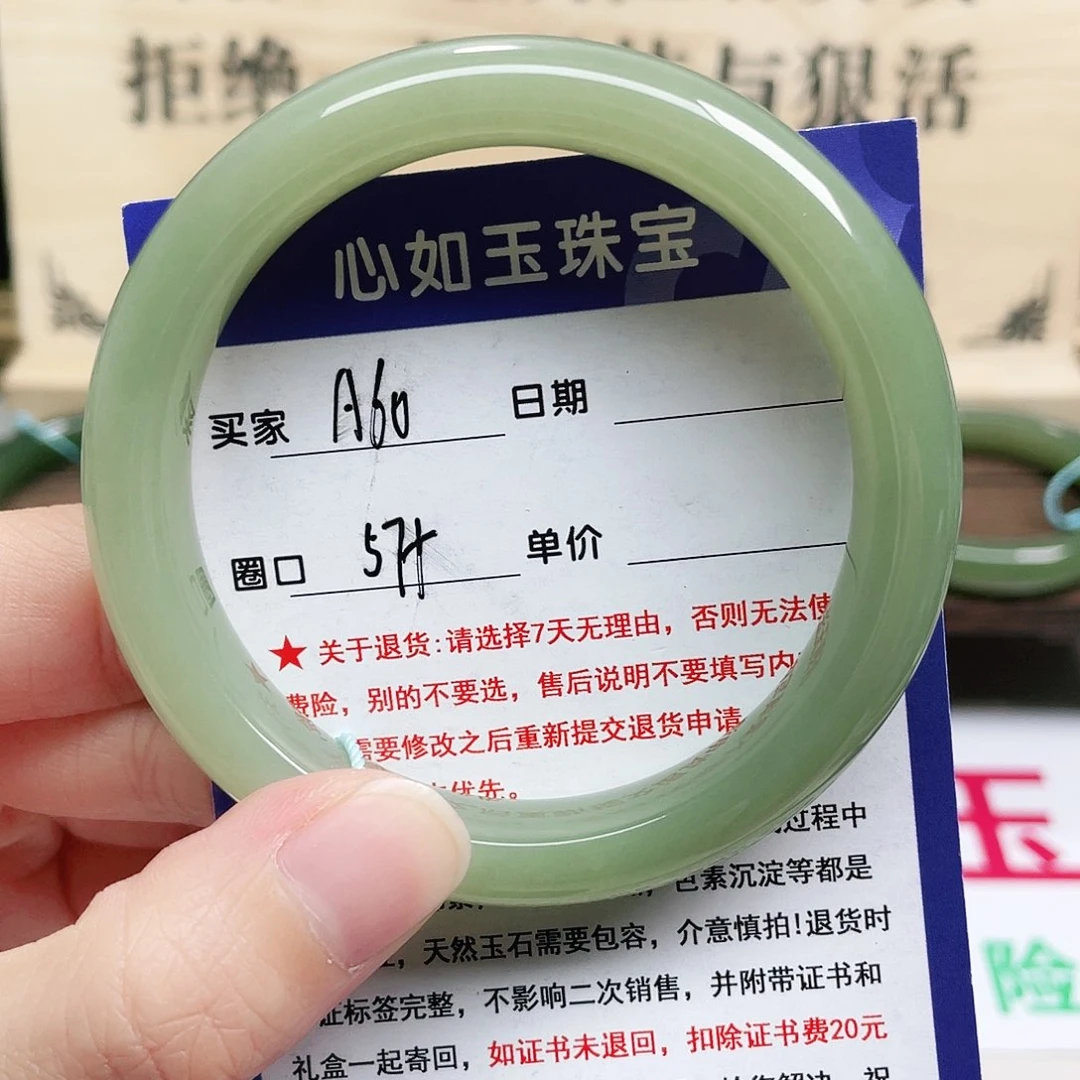 拒绝
与狠活
心如玉珠宝
买家 A60 日期
圈口 57+ 单价
★关于退货:请选择7天无理由，否则无法使
费险，别的不要选，售后说明不要填写内
需要修改之后重新提交退货申请
优先。
过程中
色素沉淀等都是
，天然玉石需要包容，介意慎拍!退货时
证标签完整，不影响二次销售，并附带证书和
礼盒一起寄回，如证书未退回，扣除证书费20元
玉
险